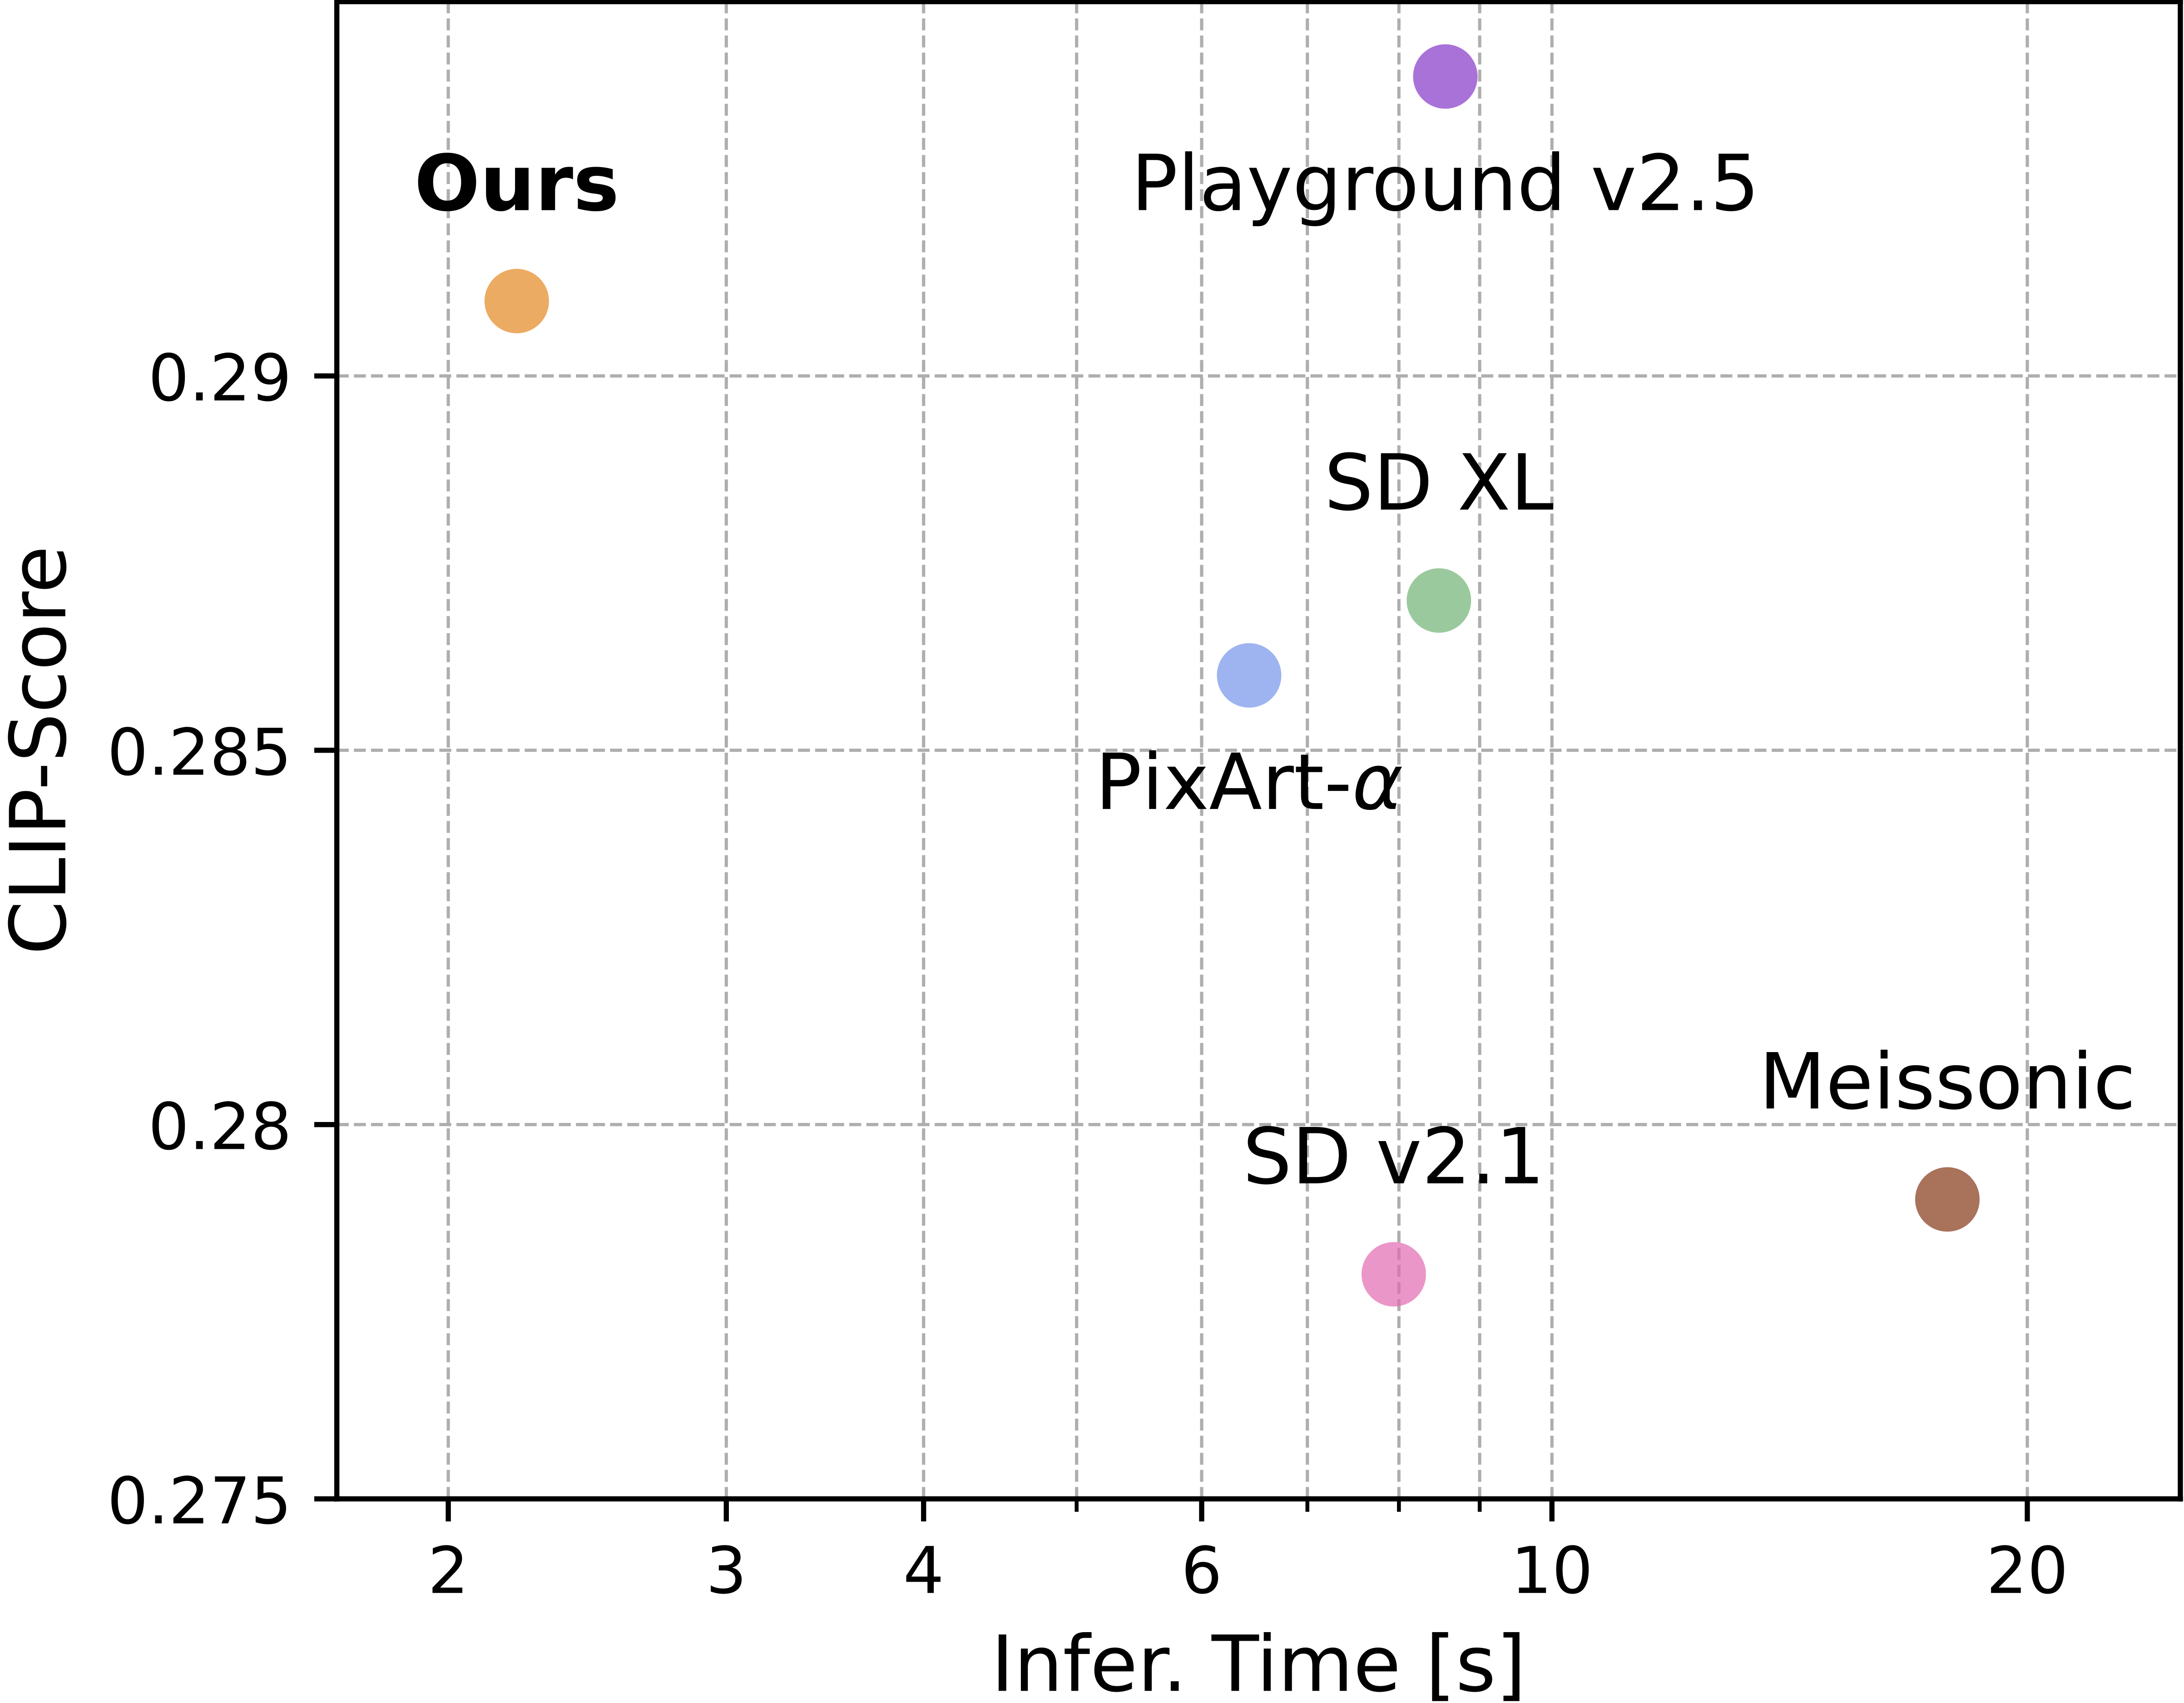 Ours
Playground v2.5
0.29
SD XL
0.285
PixArt-α
Meissonic
0.28
SD v2.1
0.275
2 3 4 6 10 20
Infer. Time [s]
CLIP-Score